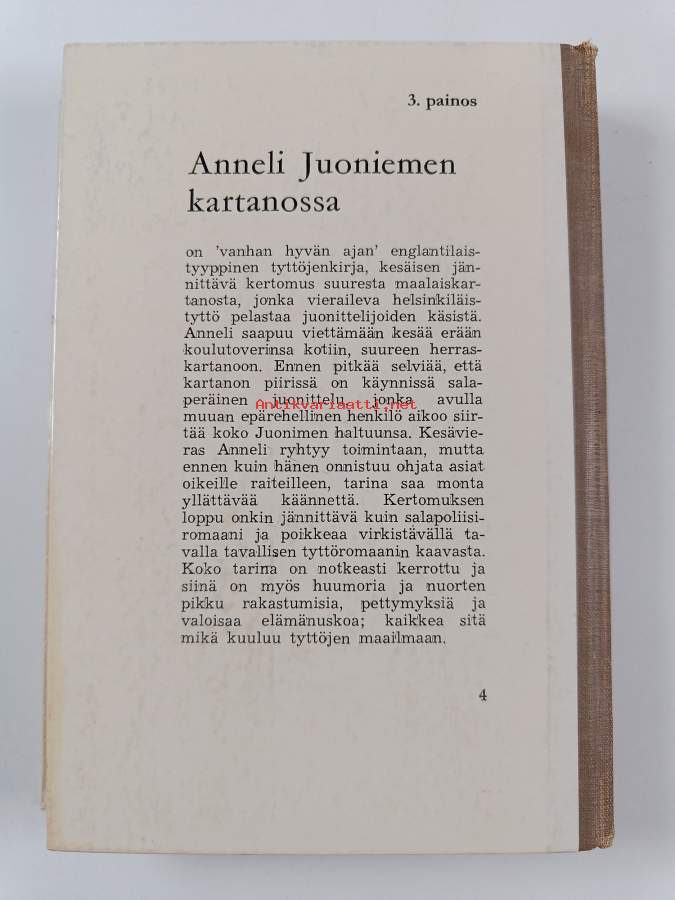 3. painos
Anneli Juoniemen
kartanossa
on 'vanhan hyvän ajan' englantilais-
tyyppinen tyttöjenkirja, kesäisen jän-
nittävä kertomus suuresta maalaiskar-
tanosta, jonka vieraileva helsinkiläis-
tyttö pelastaa juonittelijoiden käsistä.
Anneli saapuu viettämään kesää erään
koulutoverinsa kotiin, suureen herras-
kartanoon. Ennen pitkää selviää, että
kartanon piirissä on käynnissä sala-
peräinen juonittelu, jonka avulla
Antikvariaatti.net
muuan epärehellinen henkilö aikoo siir-
tää koko Juonimen haltuunsa. Kesävie-
ras Anneli ryhtyy toimintaan, mutta
ennen kuin hänen onnistuu ohjata asiat
oikeille raiteilleen, tarina saa monta
yllättävää käännettä. Kertomuksen
loppu onkin jännittävä kuin salapoliisi-
romaani ja poikkeaa virkistävällä ta-
valla tavallisen tyttöromaanin kaavasta.
Koko tarina on notkeasti kerrottu ja
siinä on myös huumoria ja nuorten
pikku rakastumisia, pettymyksiä ja
valoisaa elämänuskoa; kaikkea sitä
mikä kuuluu tyttöjen maailmaan.
4